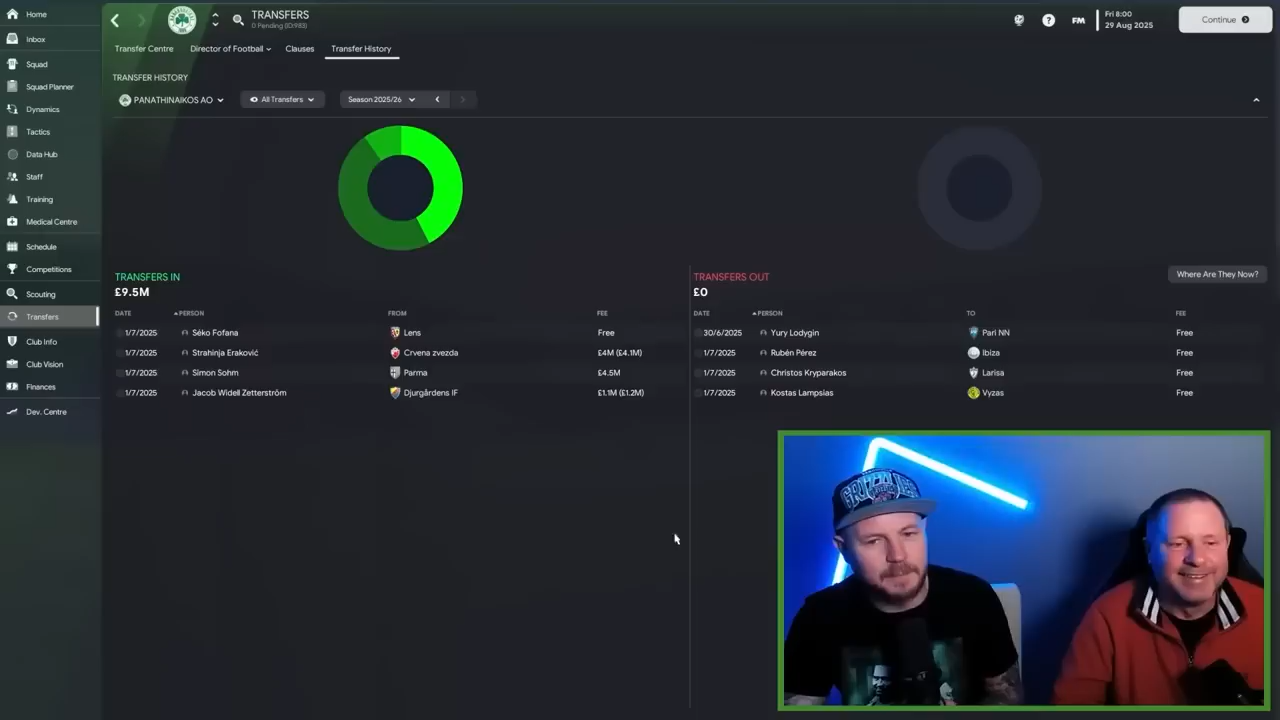 Home
Inbox
Squad
Squad Planner
Dynamics
Tactics
Data Hub
Staff
Training
Medical Centre
Schedule
Competitions
Scouting
Transfers
Club Info
Club Vision
Finances
Dev. Centre
TRANSFERS
0 Pending (ID:983)
FM
Fri 8:00
29 Aug 2025
Continue
Transfer Centre Director of Football Clauses Transfer History
TRANSFER HISTORY
PANATHINAIKOS AO All Transfers Season 2025/26
TRANSFERS IN
£9.5M
DATE PERSON FROM FEE
1/7/2025 Séko Fofana Lens Free
1/7/2025 Strahinja Eraković Crvena zvezda £4M (£4.1M)
1/7/2025 Simon Sohm Parma £4.5M
1/7/2025 Jacob Widell Zetterström Djurgårdens IF £1.1M (£1.2M)
TRANSFERS OUT
£0
Where Are They Now?
DATE PERSON TO FEE
30/6/2025 Yury Lodygin Pari NN Free
1/7/2025 Rubén Pérez Ibiza Free
1/7/2025 Christos Kryparakos Larisa Free
1/7/2025 Kostas Lampsias Vyzas Free